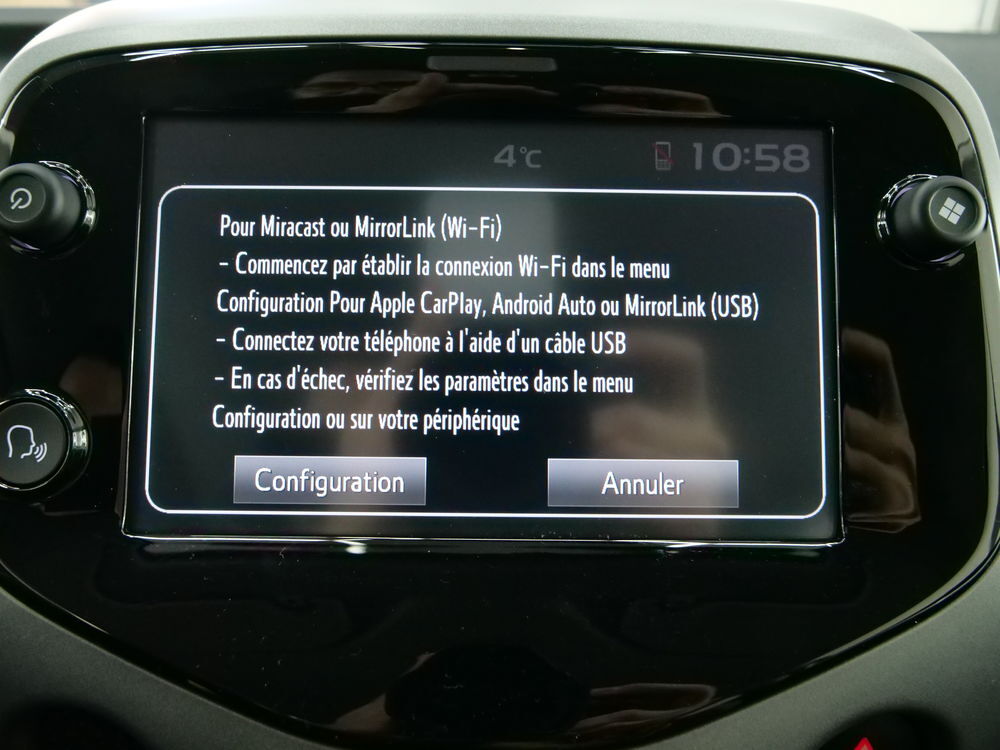 4°C 10:58
Pour Miracast ou MirrorLink (Wi-Fi)
- Commencez par établir la connexion Wi-Fi dans le menu
Configuration Pour Apple CarPlay, Android Auto ou MirrorLink (USB)
- Connectez votre téléphone à l'aide d'un câble USB
- En cas d'échec, vérifiez les paramètres dans le menu
Configuration ou sur votre périphérique
Configuration Annuler